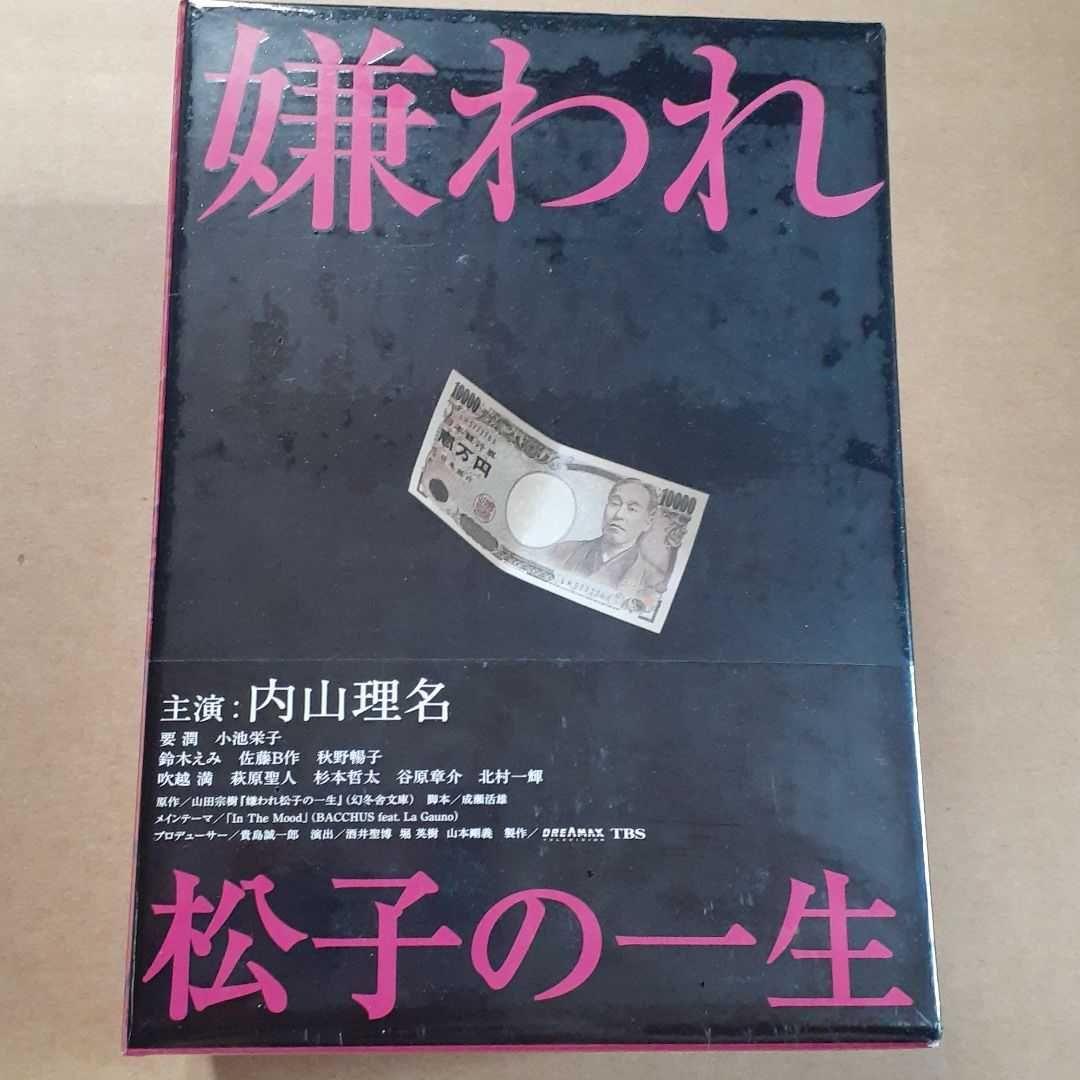 嫌われ
10000
壱万円
10000
主演:内山理名
要 潤 小池栄子
鈴木えみ 佐藤B作 秋野暢子
吹越 満 萩原聖人 杉本哲太 谷原章介 北村一輝
原作/山田宗樹『嫌われ松子の一生』(幻冬舎文庫) 脚本/成瀬活雄
メインテーマ/「In The Mood」(BACCHUS feat. La Gauno)
プロデューサー/貴島誠一郎 演出/酒井聖博 堀 英樹 山本剛義 製作/DREAMAX TELEVISION TBS
松子の一生